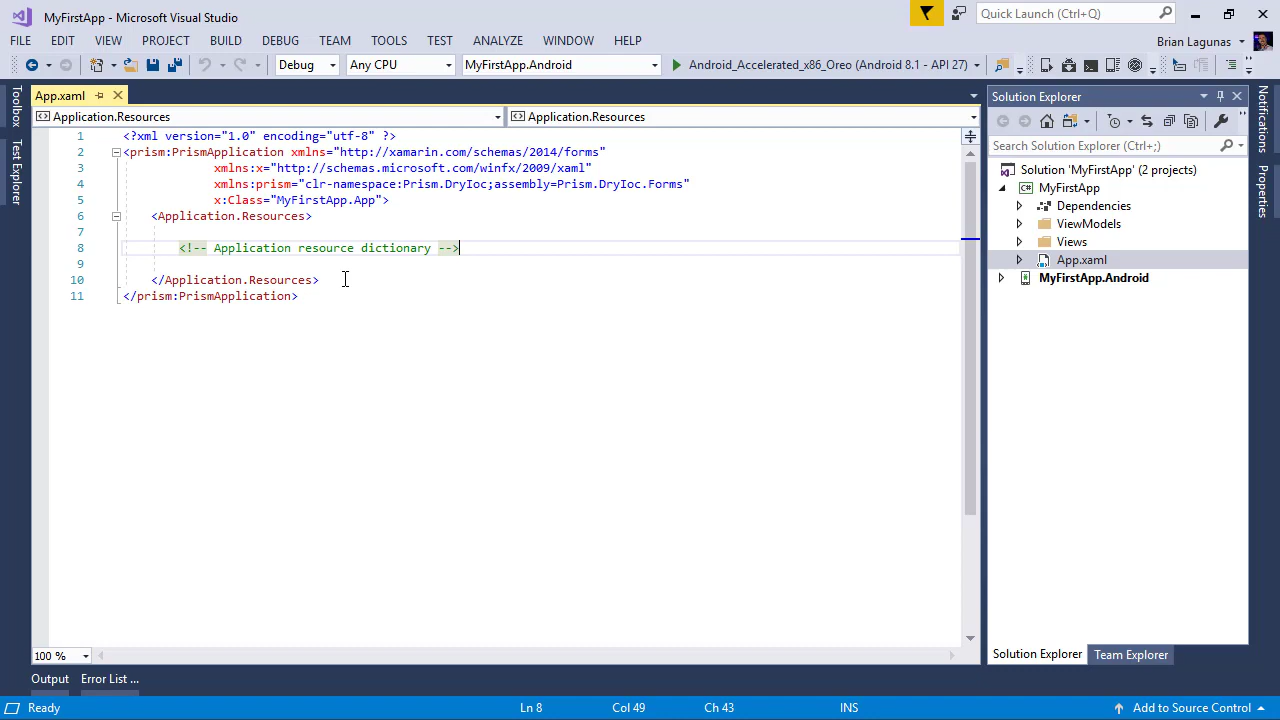 MyFirstApp - Microsoft Visual Studio
Quick Launch (Ctrl+Q)
FILE EDIT VIEW PROJECT BUILD DEBUG TEAM TOOLS TEST ANALYZE WINDOW HELP
Brian Lagunas
Debug Any CPU MyFirstApp.Android Android_Accelerated_x86_Oreo (Android 8.1 - API 27)
Toolbox
Test Explorer
App.xaml
Application.Resources Application.Resources
1 <?xml version="1.0" encoding="utf-8" ?>
2 <prism:PrismApplication xmlns="http://xamarin.com/schemas/2014/forms"
3 xmlns:x="http://schemas.microsoft.com/winfx/2009/xaml"
4 xmlns:prism="clr-namespace:Prism.DryIoc;assembly=Prism.DryIoc.Forms"
5 x:Class="MyFirstApp.App">
6 <Application.Resources>
7
8 <!-- Application resource dictionary -->
9
10 </Application.Resources>
11 </prism:PrismApplication>
100 %
Solution Explorer
Search Solution Explorer (Ctrl+;)
Solution 'MyFirstApp' (2 projects)
MyFirstApp
Dependencies
ViewModels
Views
App.xaml
MyFirstApp.Android
Solution Explorer Team Explorer
Notifications
Properties
Output Error List ...
Ready Ln 8 Col 49 Ch 43 INS Add to Source Control